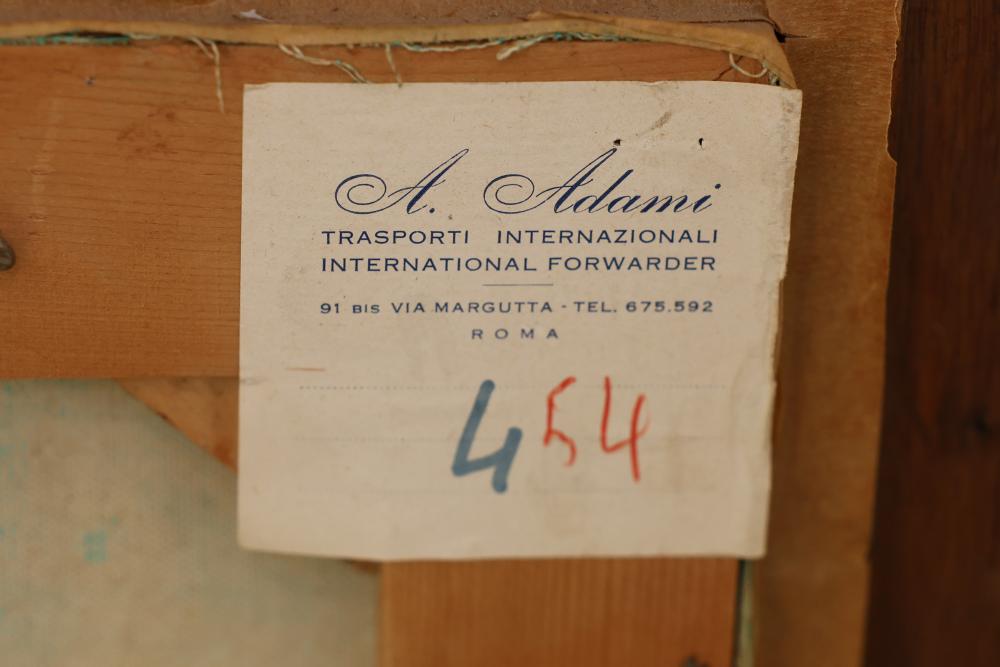 A. Adami
TRASPORTI INTERNAZIONALI
INTERNATIONAL FORWARDER
91 BIS VIA MARGUTTA - TEL. 675.592
ROMA
454